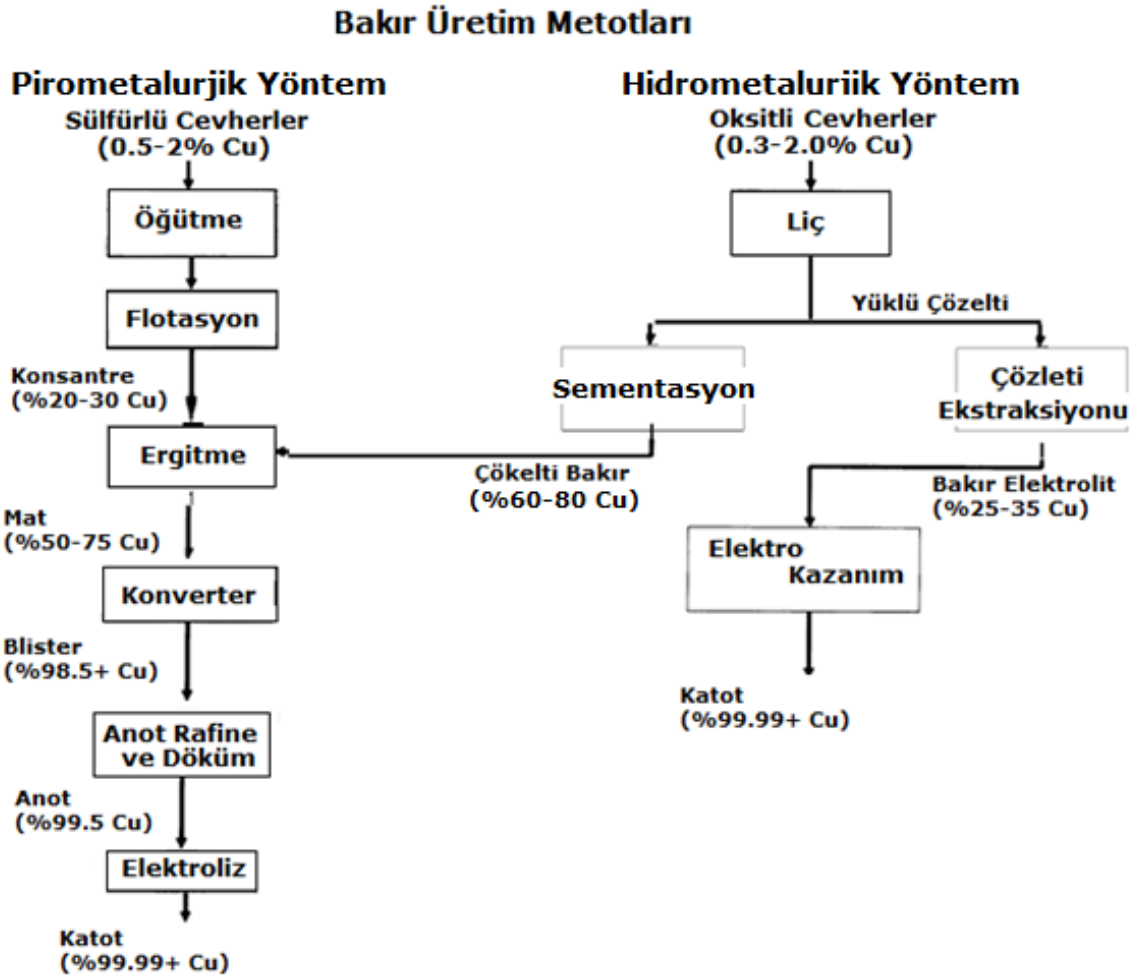 Bakır Üretim Metotları
Pirometalurjik Yöntem
Sülfürlü Cevherler
(0.5-2% Cu)
Öğütme
Flotasyon
Konsantre
(%20-30 Cu)
Ergitme
Mat
(%50-75 Cu)
Konverter
Blister
(%98.5+ Cu)
Anot Rafine
ve Döküm
Anot
(%99.5 Cu)
Elektroliz
Katot
(%99.99+ Cu)
Hidrometaluriik Yöntem
Oksitli Cevherler
(0.3-2.0% Cu)
Liç
Yüklü Çözelti
Sementasyon
Çökelti Bakır
(%60-80 Cu)
Çözleti
Ekstraksiyonu
Bakır Elektrolit
(%25-35 Cu)
Elektro
Kazanım
Katot
(%99.99+ Cu)